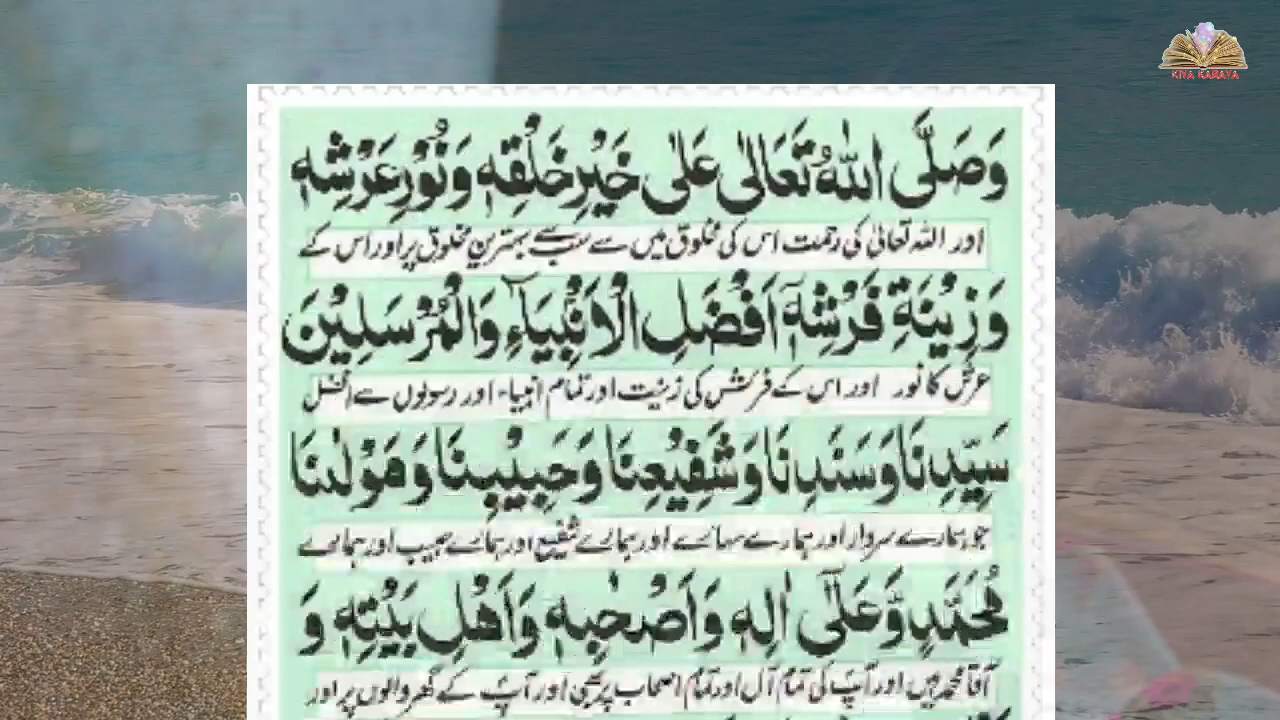 KIYA KARAYA
وَصَلَّى اللّٰهُ تَعَالٰى عَلٰى خَيْرِ خَلْقِهٖ وَنُوْرِ عَرْشِهٖ
اور اللہ تعالیٰ کی رحمت اس کی مخلوق میں سے سب سے بہترین مخلوق پر اور اس کے
وَزِيْنَةِ فَرْشِهٖٓ اَفْضَلِ الْاَنْۢبِيَآءِ وَالْمُرْسَلِيْنَ
عرش کا نور اور اس کے فرش کی زینت اور تمام انبیاء اور رسولوں سے افضل
سَيِّدِنَا وَسَنَدِنَا وَشَفِيْعِنَا وَحَبِيْبِنَا وَمَوْلٰىنَا
جو ہمارے سردار اور ہمارے سہارے اور ہمارے شفیع اور ہمارے حبیب اور ہمارے
مُحَمَّدٍ وَّعَلٰٓى اٰلِهٖ وَاَصْحٰبِهٖ وَاَهْلِ بَيْتِهٖ وَ
آقا محمد ہیں اور آپؐ کی تمام آل اور تمام اصحاب پر بھی اور آپؐ کے گھر والوں پر اور